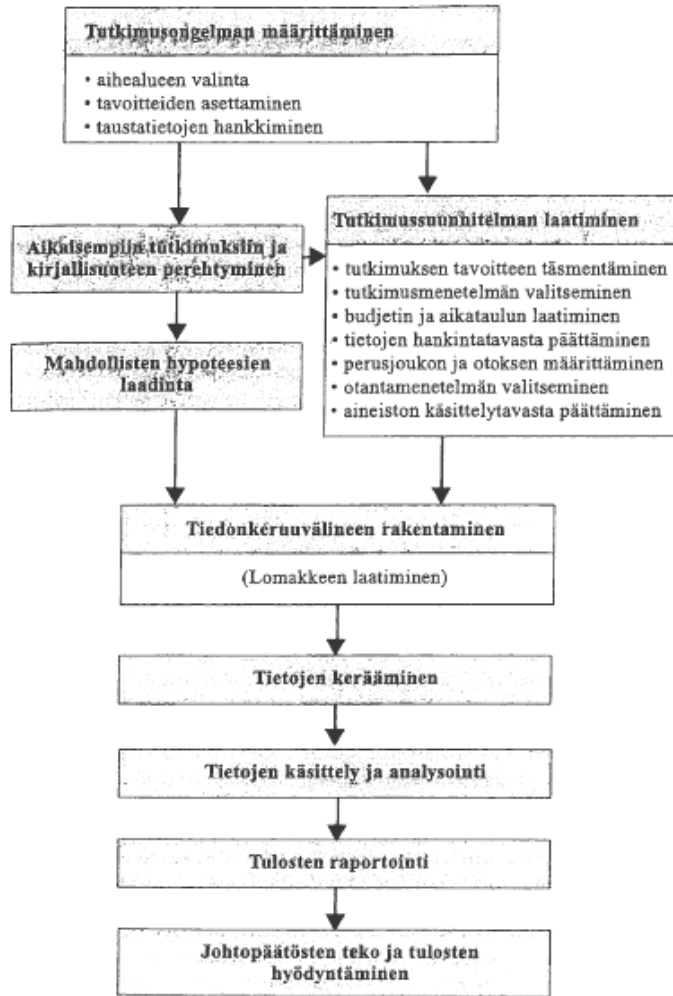 Tutkimusongelman määrittäminen
• aihealueen valinta
• tavoitteiden asettaminen
• taustatietojen hankkiminen
Aikaisempiin tutkimuksiin ja
kirjallisuuteen perehtyminen
Mahdollisten hypoteesien
laadinta
Tutkimussuunnitelman laatiminen
• tutkimuksen tavoitteen täsmentäminen
• tutkimusmenetelmän valitseminen
• budjetin ja aikataulun laatiminen
• tietojen hankintatavasta päättäminen
• perusjoukon ja otoksen määrittäminen
• otantamenetelmän valitseminen
• aineiston käsittelytavasta päättäminen
Tiedonkeruuvälineen rakentaminen
(Lomakkeen laatiminen)
Tietojen kerääminen
Tietojen käsittely ja analysointi
Tulosten raportointi
Johtopäätösten teko ja tulosten
hyödyntäminen